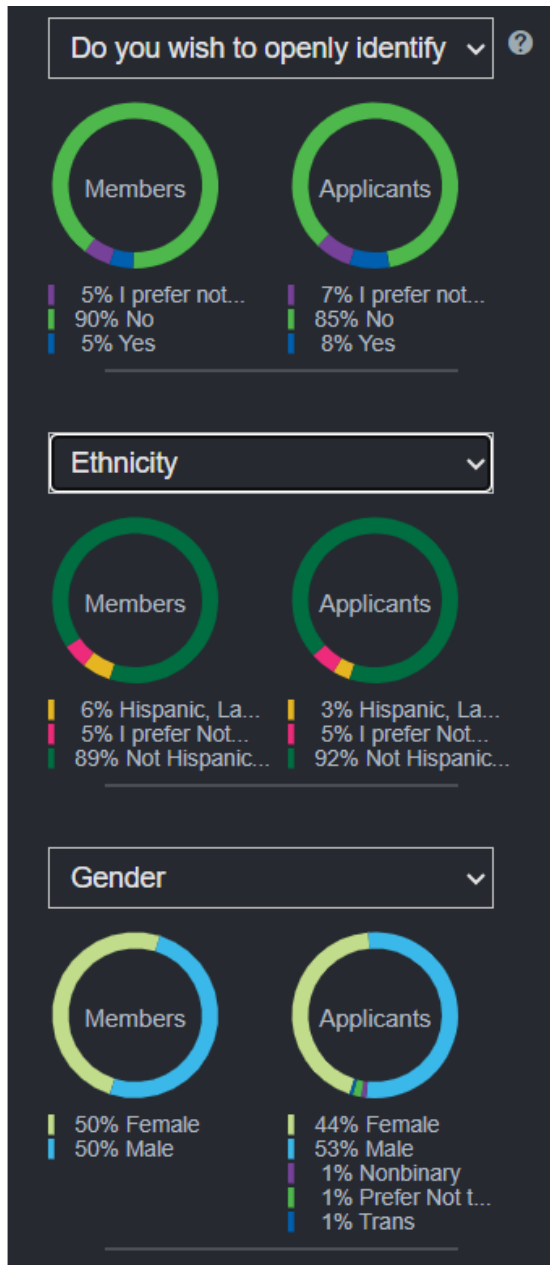 Do you wish to openly identify
?
Members
Applicants
5% I prefer not...
90% No
5% Yes
7% I prefer not...
85% No
8% Yes
Ethnicity
Members
Applicants
6% Hispanic, La...
5% I prefer Not...
89% Not Hispanic...
3% Hispanic, La...
5% I prefer Not...
92% Not Hispanic...
Gender
Members
Applicants
50% Female
50% Male
44% Female
53% Male
1% Nonbinary
1% Prefer Not t...
1% Trans